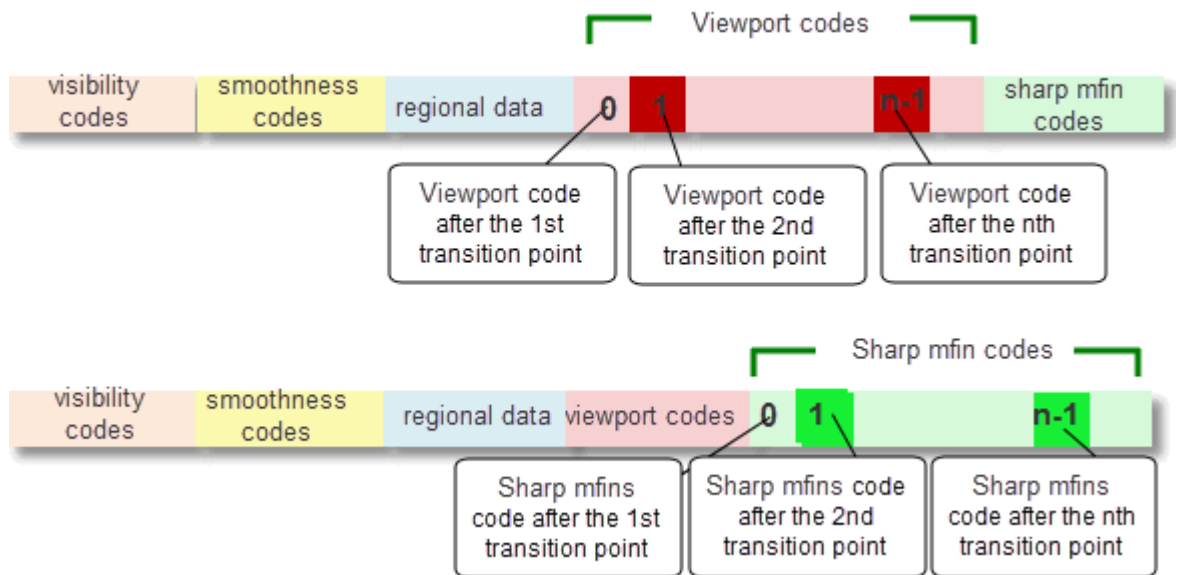 Viewport codes
visibility
codes
smoothness
codes
regional data
0
1
n-1
sharp mfin
codes
Viewport code
after the 1st
transition point
Viewport code
after the 2nd
transition point
Viewport code
after the nth
transition point
Sharp mfin codes
visibility
codes
smoothness
codes
regional data
viewport codes
0
1
n-1
Sharp mfins
code after the 1st
transition point
Sharp mfins code
after the 2nd
transition point
Sharp mfins
code after the nth
transition point